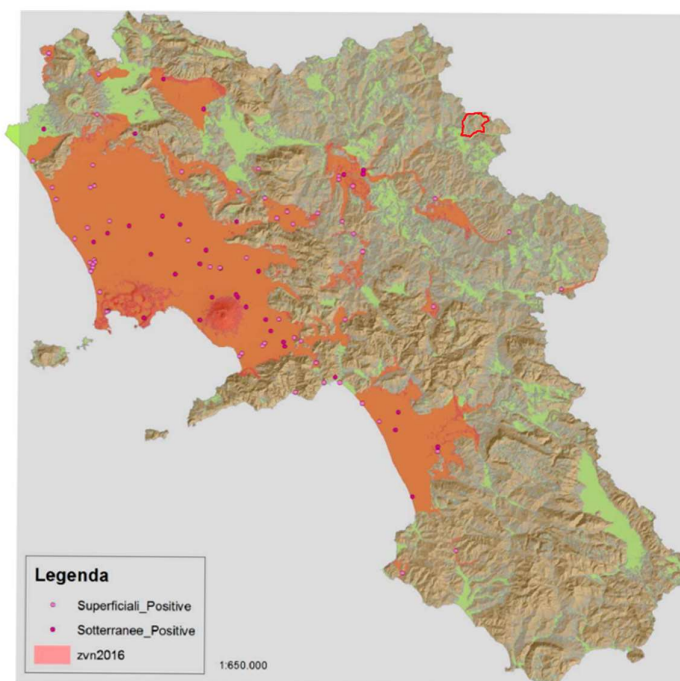 Legenda
Superficiali_Positive
Sotterranee_Positive
zvn2016
1:650.000